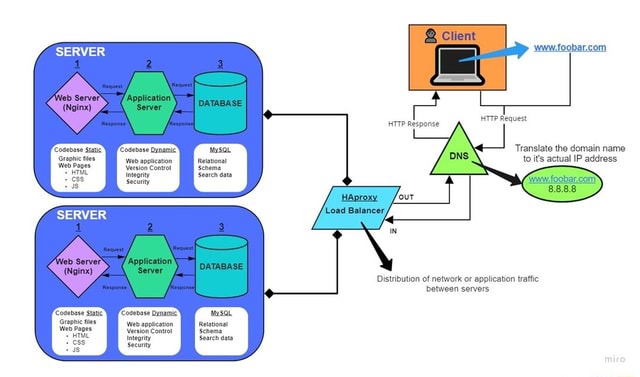 SERVER
1
2
3
Request
Request
Web Server
(Nginx)
Application
Server
DATABASE
Response
Response
Codebase Static
Graphic files
Web Pages
HTML
CSS
JS
Codebase Dynamic
Web application
Version Control
Integrity
Security
MySQL
Relational
Schema
Search data
SERVER
1
2
3
Request
Request
Web Server
(Nginx)
Application
Server
DATABASE
Response
Response
Codebase Static
Graphic files
Web Pages
HTML
CSS
JS
Codebase Dynamic
Web application
Version Control
Integrity
Security
MySQL
Relational
Schema
Search data
Client
www.foobar.com
HTTP Response
HTTP Request
DNS
Translate the domain name
to it's actual IP address
www.foobar.com
8.8.8.8
HAproxy
Load Balancer
OUT
IN
Distribution of network or application traffic
between servers
miro